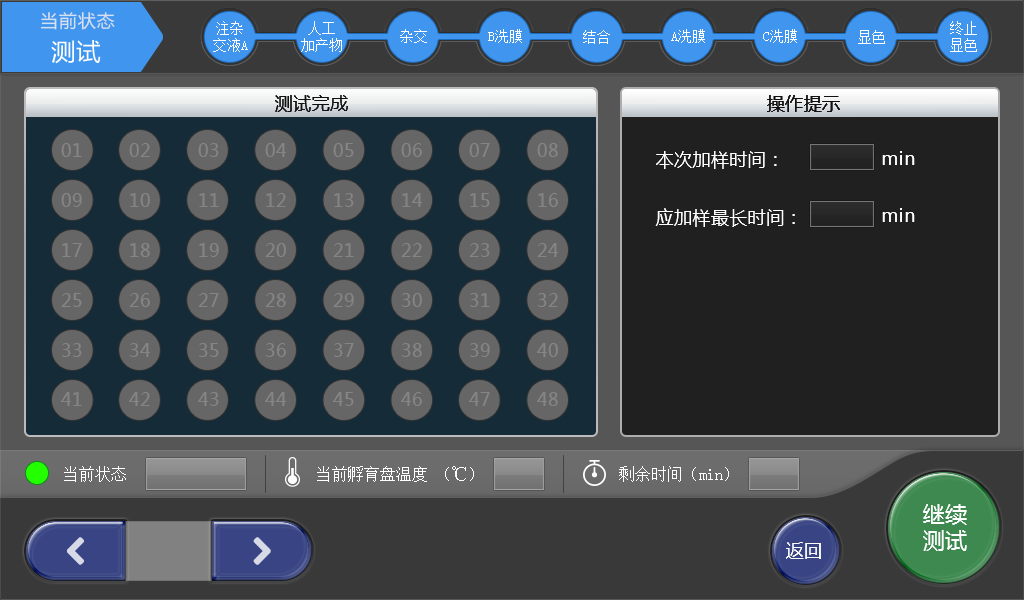 当前状态
测试
注杂
交液A
人工
加产物
杂交
B洗膜
结合
A洗膜
C洗膜
显色
终止
显色
测试完成
01 02 03 04 05 06 07 08
09 10 11 12 13 14 15 16
17 18 19 20 21 22 23 24
25 26 27 28 29 30 31 32
33 34 35 36 37 38 39 40
41 42 43 44 45 46 47 48
操作提示
本次加样时间： min
应加样最长时间： min
当前状态
当前孵育盘温度 （℃）
剩余时间（min）
返回
继续
测试